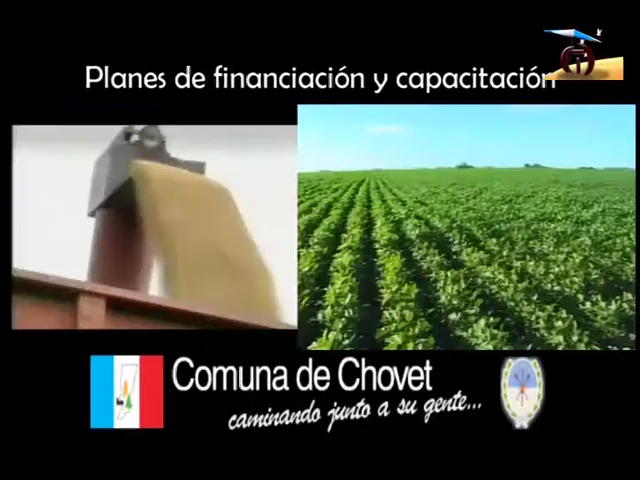 Planes de financiación y capacitación
Comuna de Chovet
caminando junto a su gente...